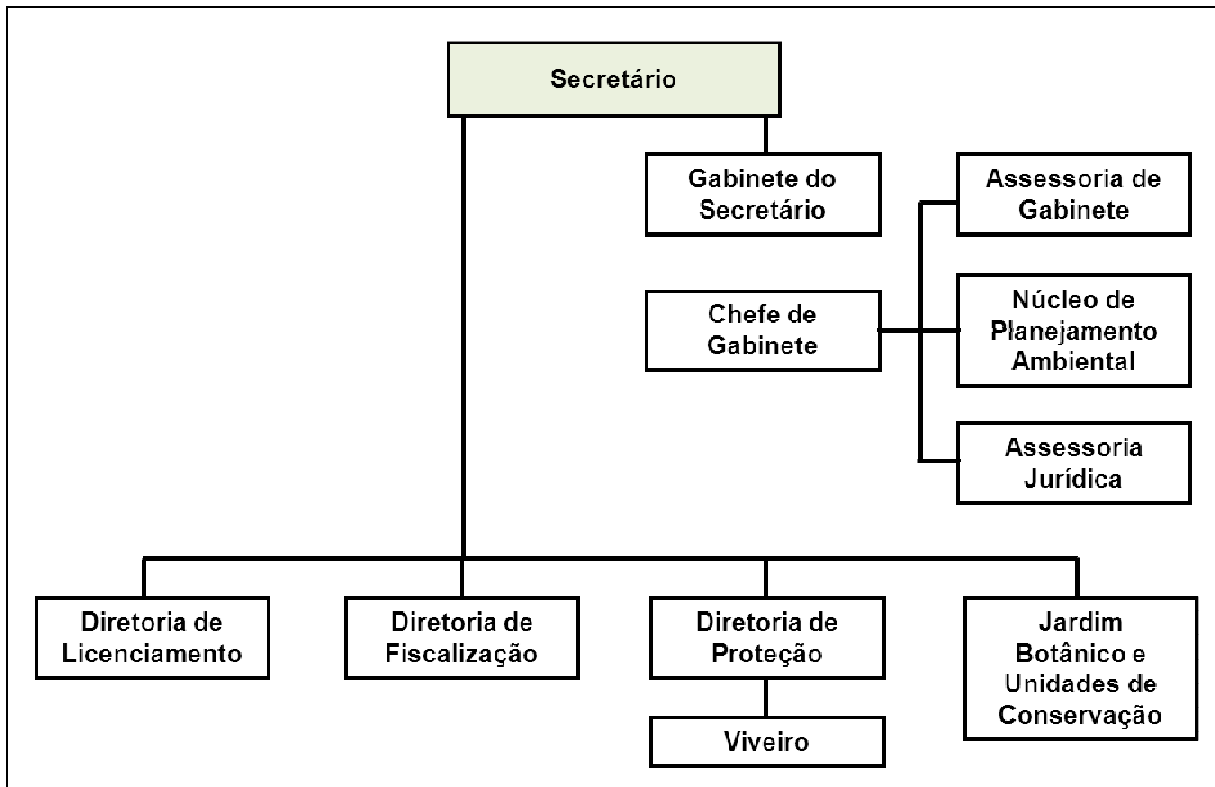 Secretário
Gabinete do
Secretário
Assessoria de
Gabinete
Chefe de
Gabinete
Núcleo de
Planejamento
Ambiental
Assessoria
Jurídica
Diretoria de
Licenciamento
Diretoria de
Fiscalização
Diretoria de
Proteção
Jardim
Botânico e
Unidades de
Conservação
Viveiro